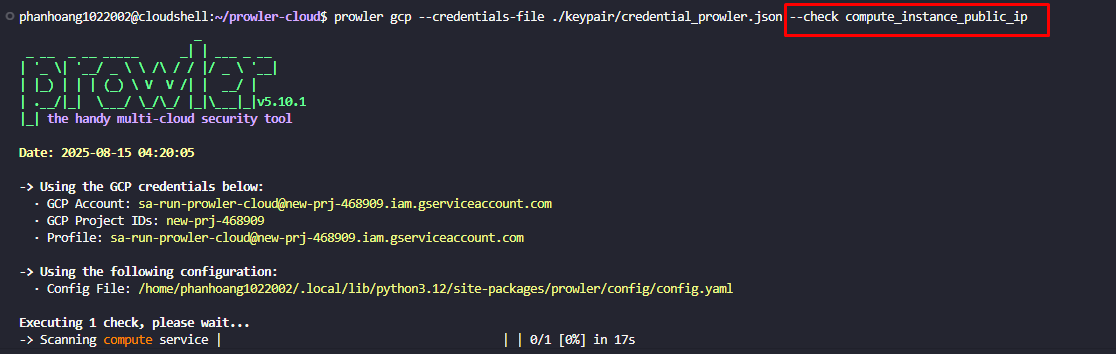 phanhoang1022002@cloudshell:~/prowler-cloud$ prowler gcp --credentials-file ./keypair/credential_prowler.json --check compute_instance_public_ip
                         _
 _ __  _ __ _____      _| | ___ _ __
| '_ \| '__/ _ \ \ /\ / / |/ _ \ '__|
| |_) | | | (_) \ V  V /| |  __/ |
| .__/|_|  \___/ \_/\_/ |_|\___|_|v5.10.1
|_| the handy multi-cloud security tool
Date: 2025-08-15 04:20:05
-> Using the GCP credentials below:
· GCP Account: sa-run-prowler-cloud@new-prj-468909.iam.gserviceaccount.com
· GCP Project IDs: new-prj-468909
· Profile: sa-run-prowler-cloud@new-prj-468909.iam.gserviceaccount.com
-> Using the following configuration:
· Config File: /home/phanhoang1022002/.local/lib/python3.12/site-packages/prowler/config/config.yaml
Executing 1 check, please wait...
-> Scanning compute service | | | 0/1 [0%] in 17s